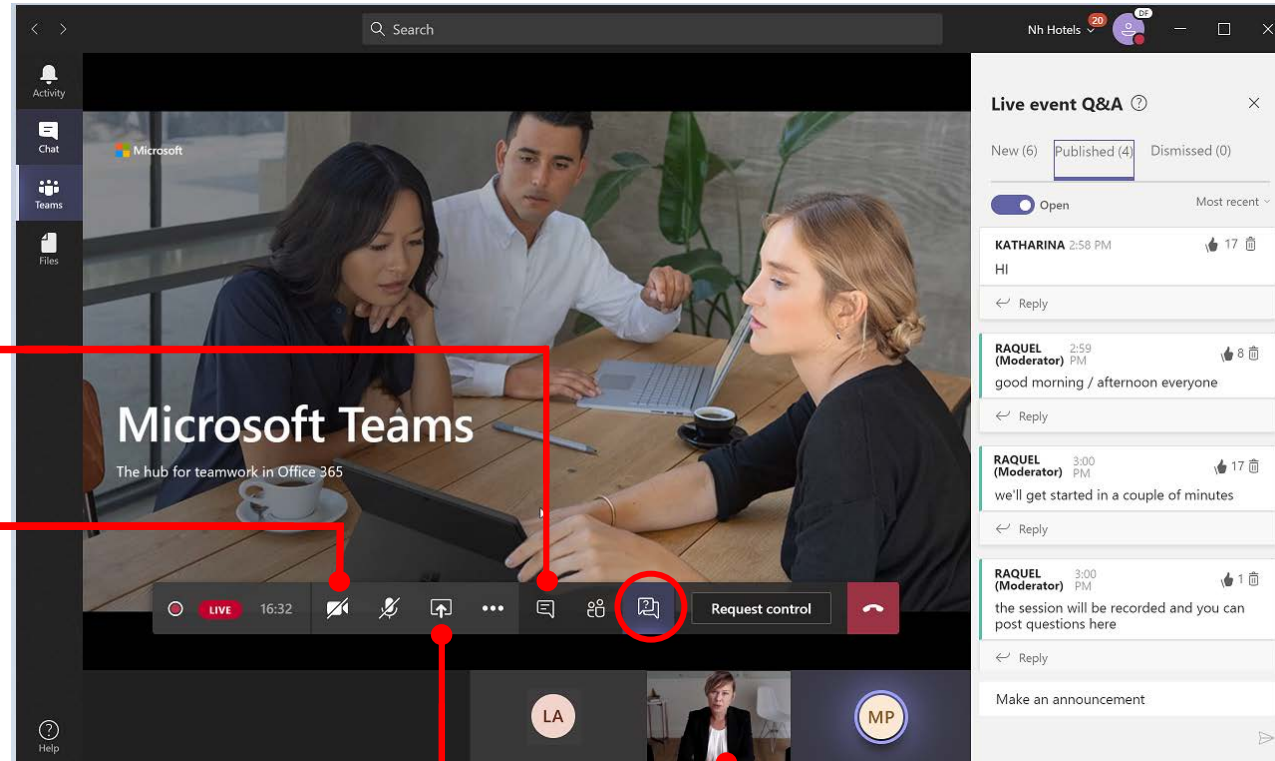 Search
Nh Hotels
20
DF
Activity
Chat
Teams
Files
Help
Microsoft
Microsoft Teams
The hub for teamwork in Office 365
LIVE 16:32
Request control
LA
MP
Live event Q&A
New (6) Published (4) Dismissed (0)
Open Most recent
KATHARINA 2:58 PM 17
HI
Reply
RAQUEL 2:59
(Moderator) PM 8
good morning / afternoon everyone
Reply
RAQUEL 3:00
(Moderator) PM 17
we'll get started in a couple of minutes
Reply
RAQUEL 3:00
(Moderator) PM 1
the session will be recorded and you can
post questions here
Reply
Make an announcement